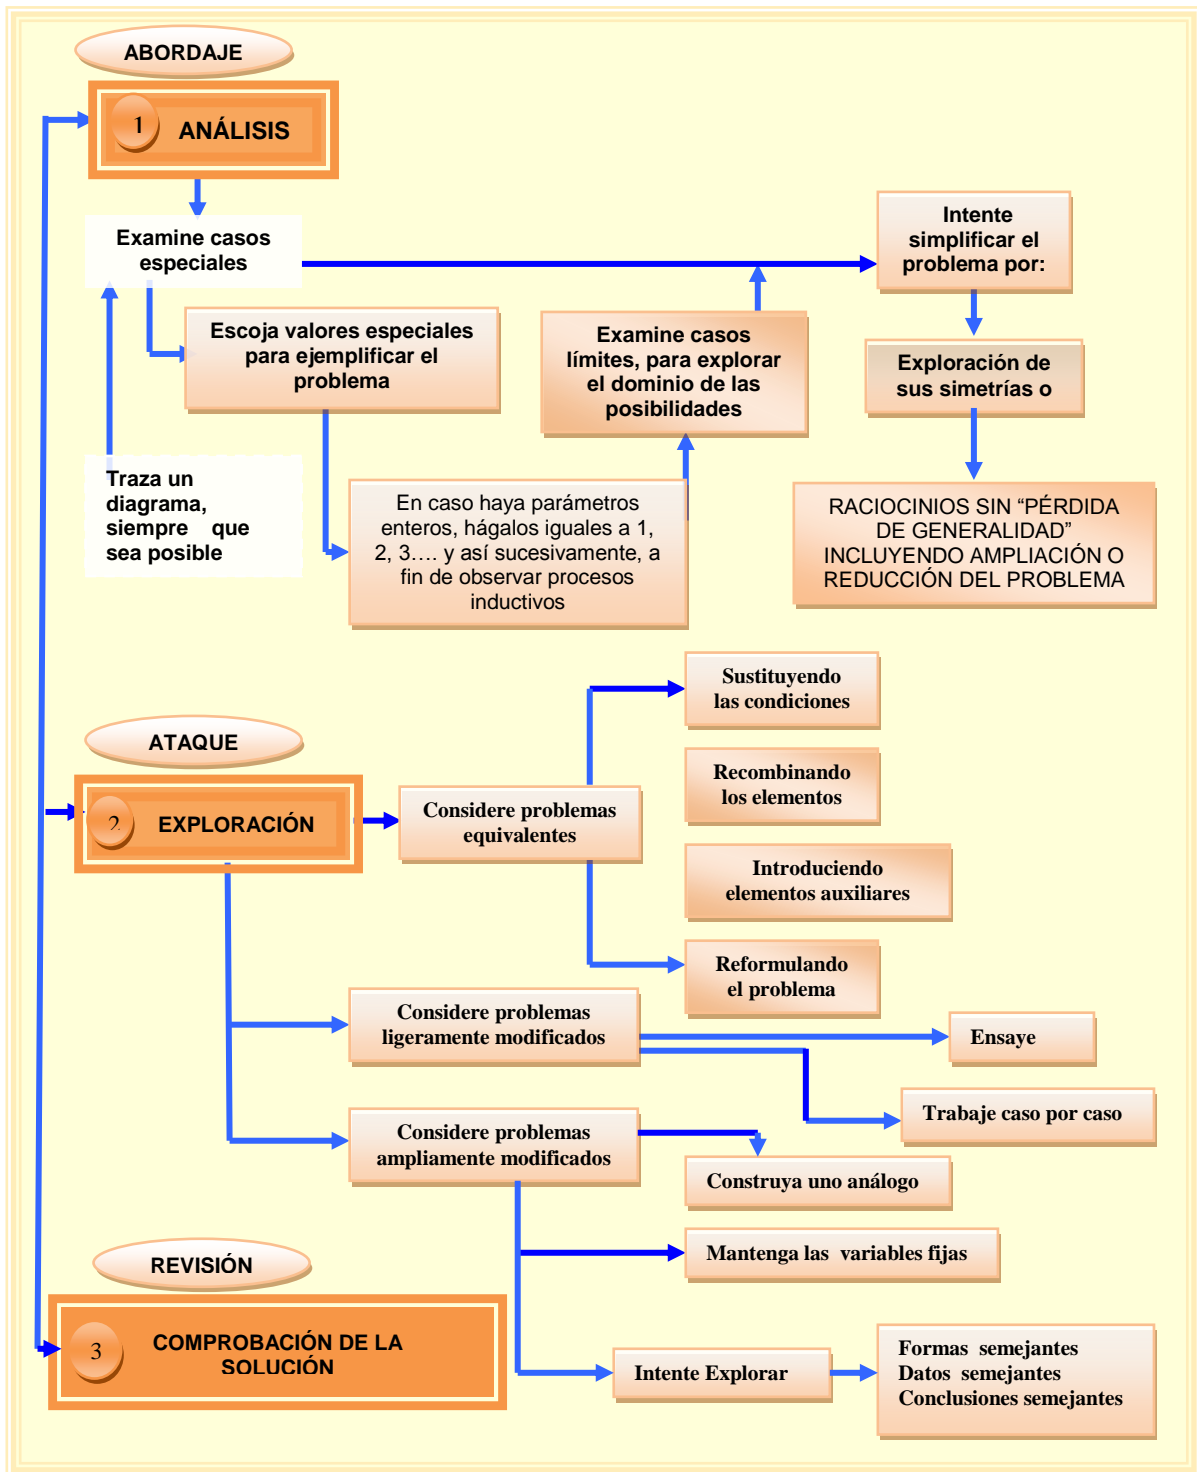 ABORDAJE
1
ANÁLISIS
Examine casos
especiales
Intente
simplificar el
problema por:
Escoja valores especiales
para ejemplificar el
problema
Examine casos
límites, para explorar
el dominio de las
posibilidades
Exploración de
sus simetrías o
Traza un
diagrama,
siempre que
sea posible
En caso haya parámetros
enteros, hágalos iguales a 1,
2, 3.... y así sucesivamente, a
fin de observar procesos
inductivos
RACIOCINIOS SIN “PÉRDIDA
DE GENERALIDAD”
INCLUYENDO AMPLIACIÓN O
REDUCCIÓN DEL PROBLEMA
ATAQUE
2
EXPLORACIÓN
Considere problemas
equivalentes
Sustituyendo
las condiciones
Recombinando
los elementos
Introduciendo
elementos auxiliares
Reformulando
el problema
Considere problemas
ligeramente modificados
Ensaye
Trabaje caso por caso
Considere problemas
ampliamente modificados
Construya uno análogo
Mantenga las variables fijas
Intente Explorar
Formas semejantes
Datos semejantes
Conclusiones semejantes
REVISIÓN
3
COMPROBACIÓN DE LA
SOLUCIÓN